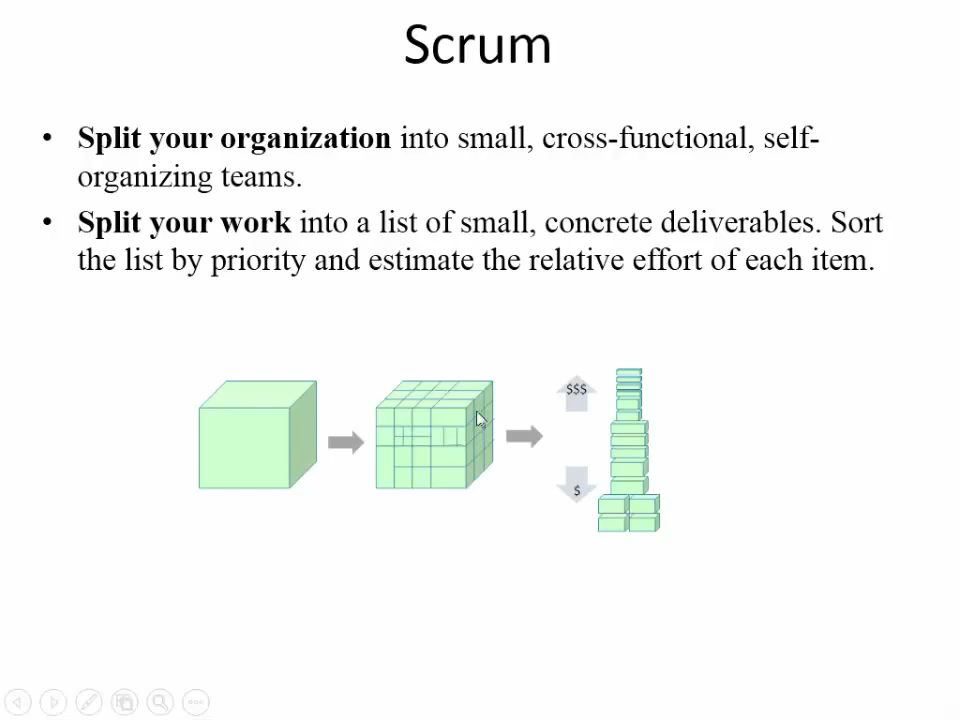 Scrum
• Split your organization into small, cross-functional, self-
organizing teams.
• Split your work into a list of small, concrete deliverables. Sort
the list by priority and estimate the relative effort of each item.
$$$
$